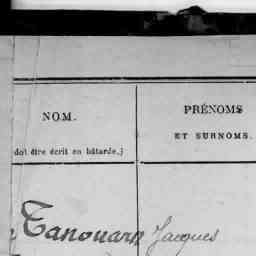 NOM.
doit être écrit en bâtarde.)
PRÉNOMS
ET SURNOMS.
Tanouarn Jacques